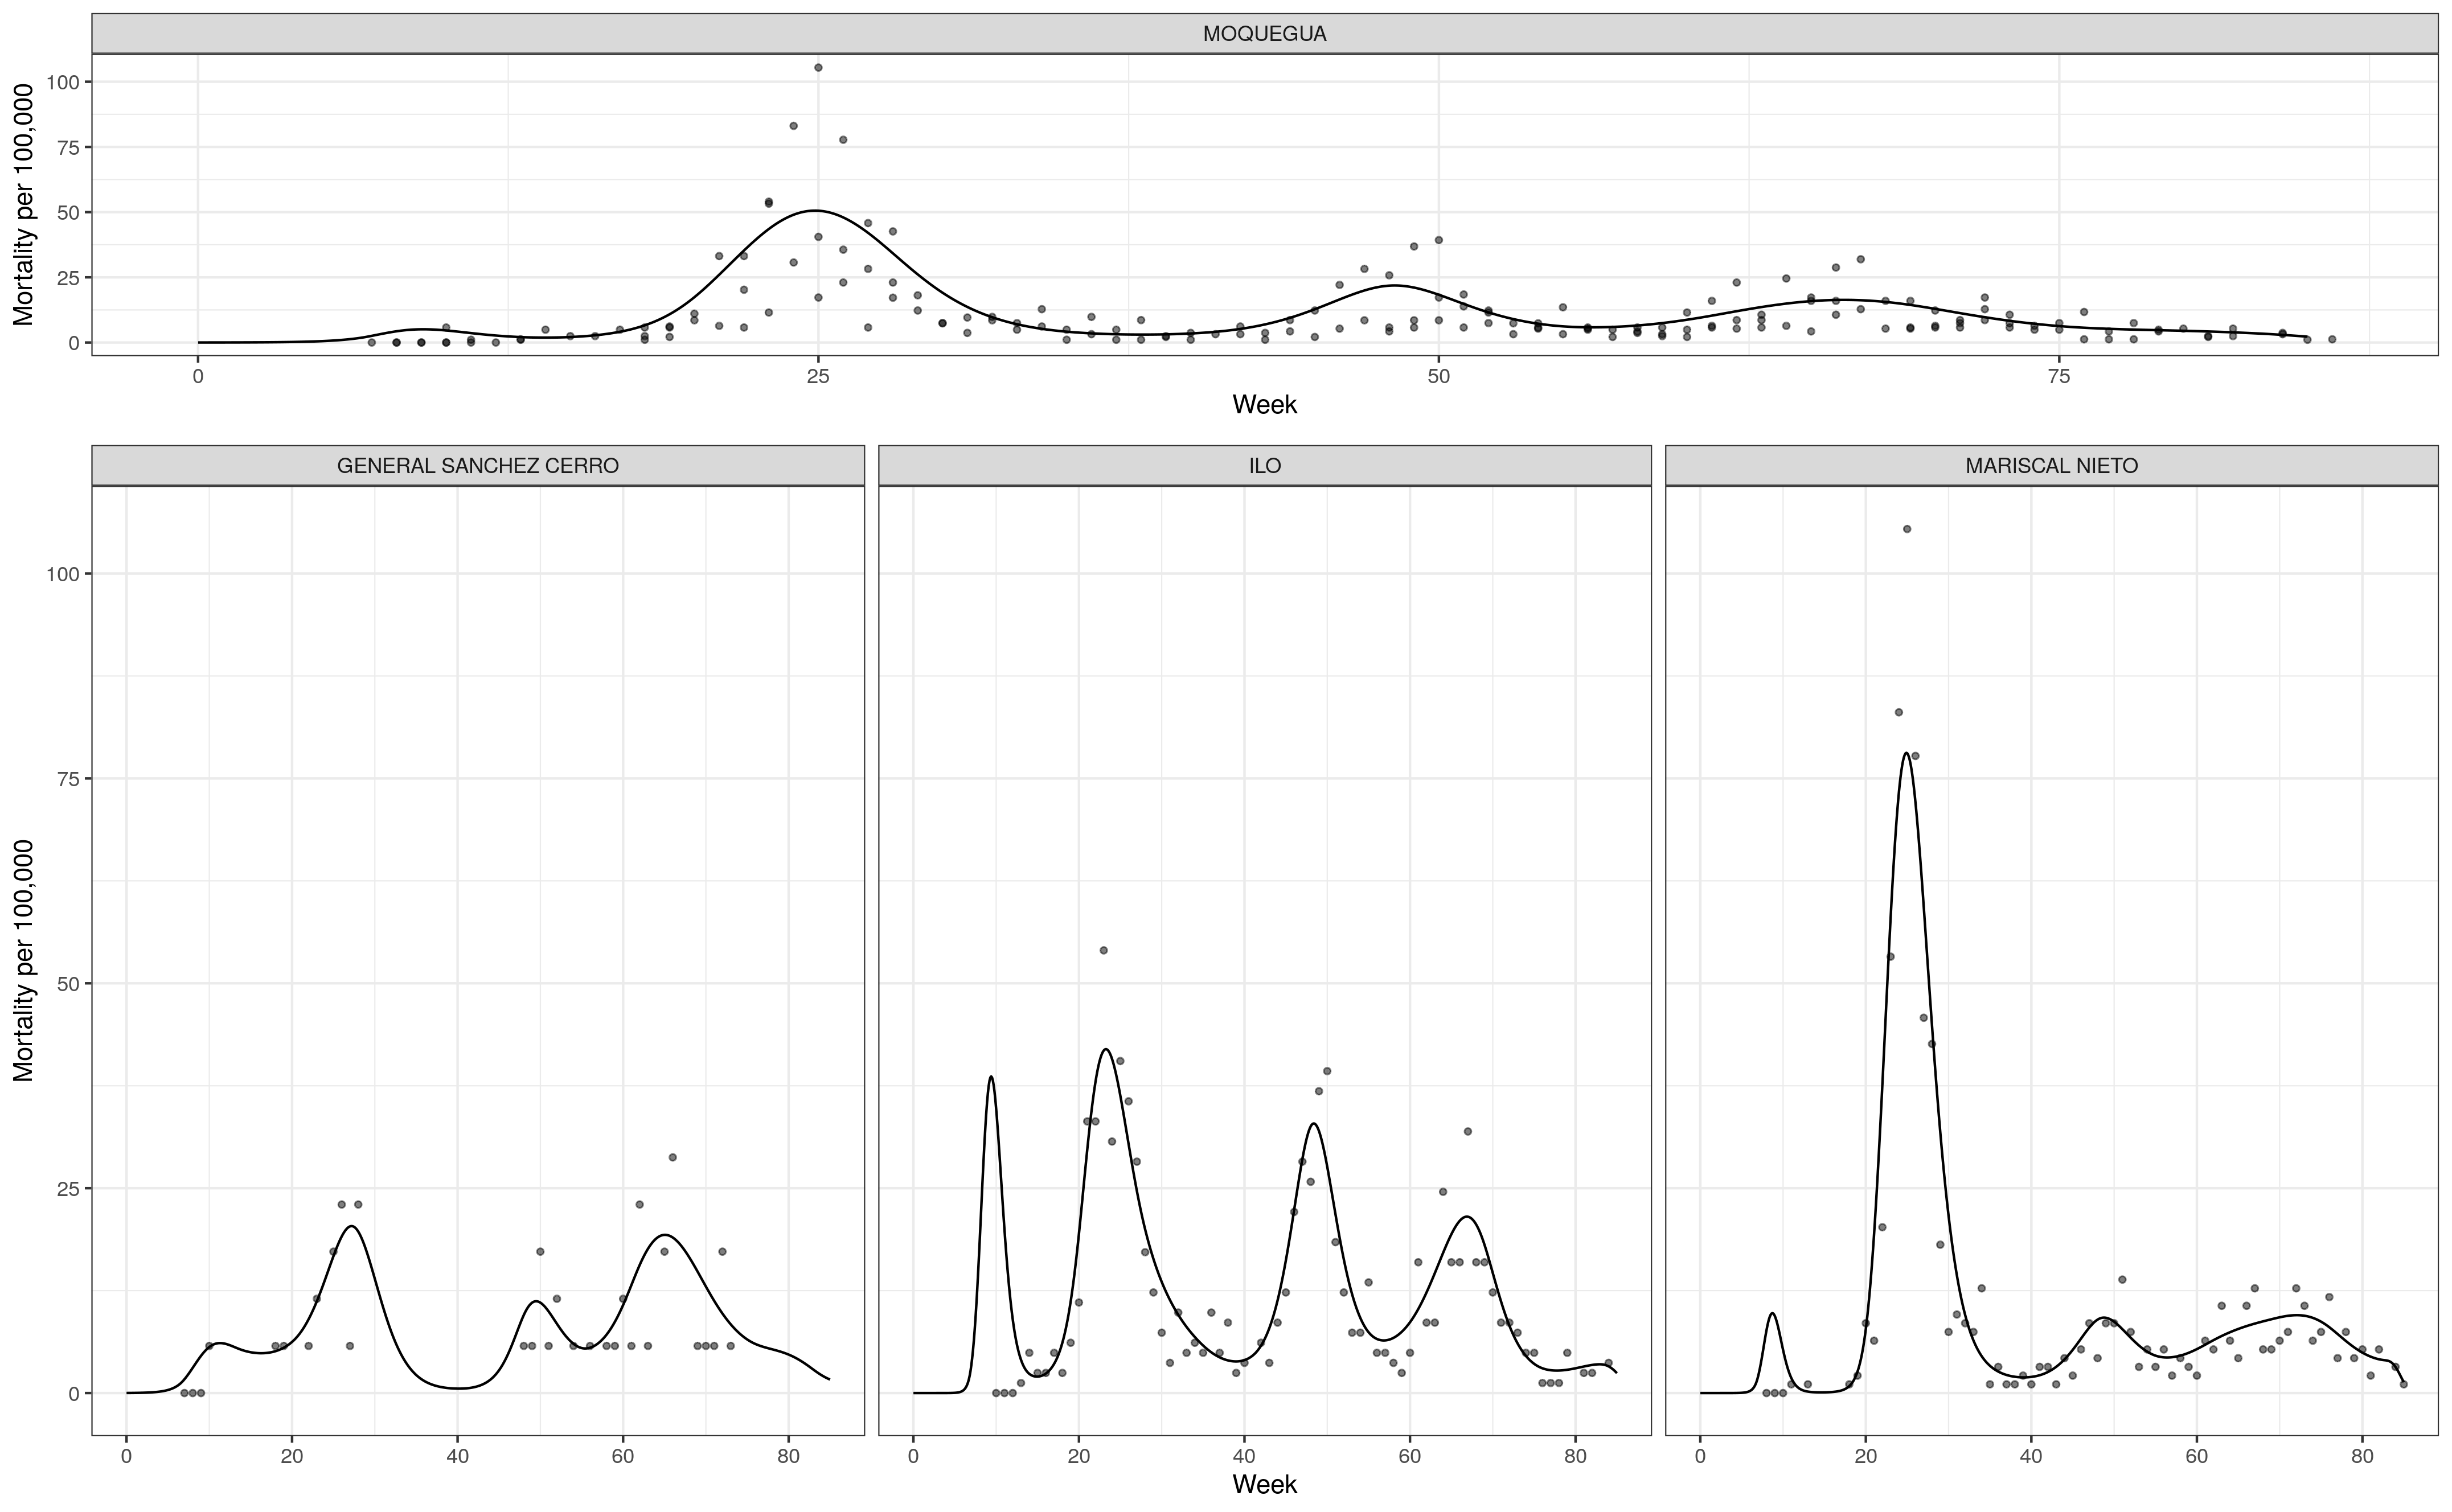 MOQUEGUA
Mortality per 100,000
100
75
50
25
0
0 25 50 75
Week
GENERAL SANCHEZ CERRO ILO MARISCAL NIETO
Mortality per 100,000
100
75
50
25
0
0 20 40 60 80 0 20 40 60 80 0 20 40 60 80
Week